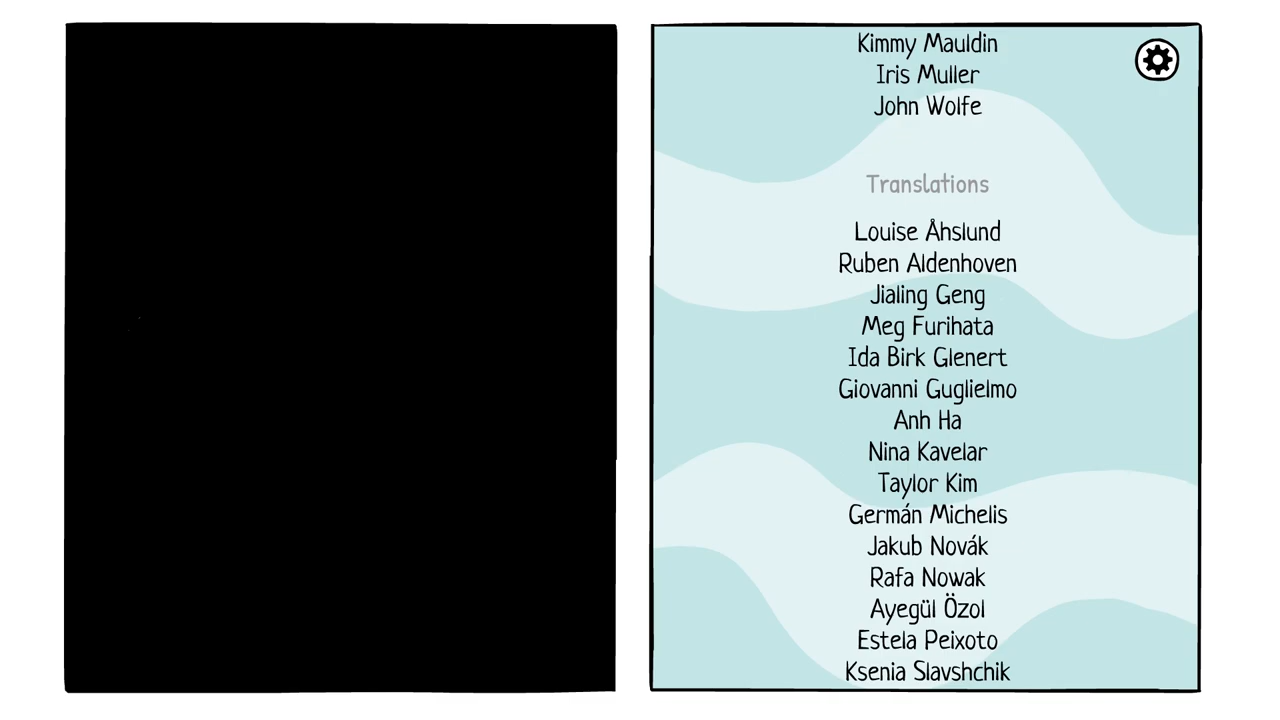 Kimmy Mauldin
Iris Muller
John Wolfe
Translations
Louise Åhslund
Ruben Aldenhoven
Jialing Geng
Meg Furihata
Ida Birk Glenert
Giovanni Guglielmo
Anh Ha
Nina Kavelar
Taylor Kim
Germán Michelis
Jakub Novák
Rafa Nowak
Ayegül Özol
Estela Peixoto
Ksenia Slavshchik